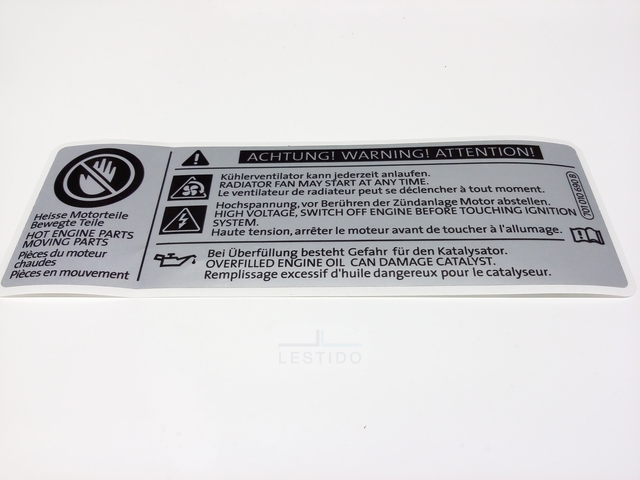 ACHTUNG! WARNING! ATTENTION!
Kühlerventilator kann jederzeit anlaufen.
RADIATOR FAN MAY START AT ANY TIME.
Le ventilateur de radiateur peut se déclencher à tout moment.
Hochspannung, vor Berühren der Zündanlage Motor abstellen.
HIGH VOLTAGE, SWITCH OFF ENGINE BEFORE TOUCHING IGNITION
SYSTEM.
Haute tension, arrêter le moteur avant de toucher à l'allumage.
Bei Überfüllung besteht Gefahr für den Katalysator.
OVERFILLED ENGINE OIL CAN DAMAGE CATALYST.
Remplissage excessif d'huile dangereux pour le catalyseur.
Heisse Motorteile
Bewegte Teile
HOT ENGINE PARTS
MOVING PARTS
Pièces du moteur
chaudes
Pièces en mouvement
701 010 690 B
LESTIDO